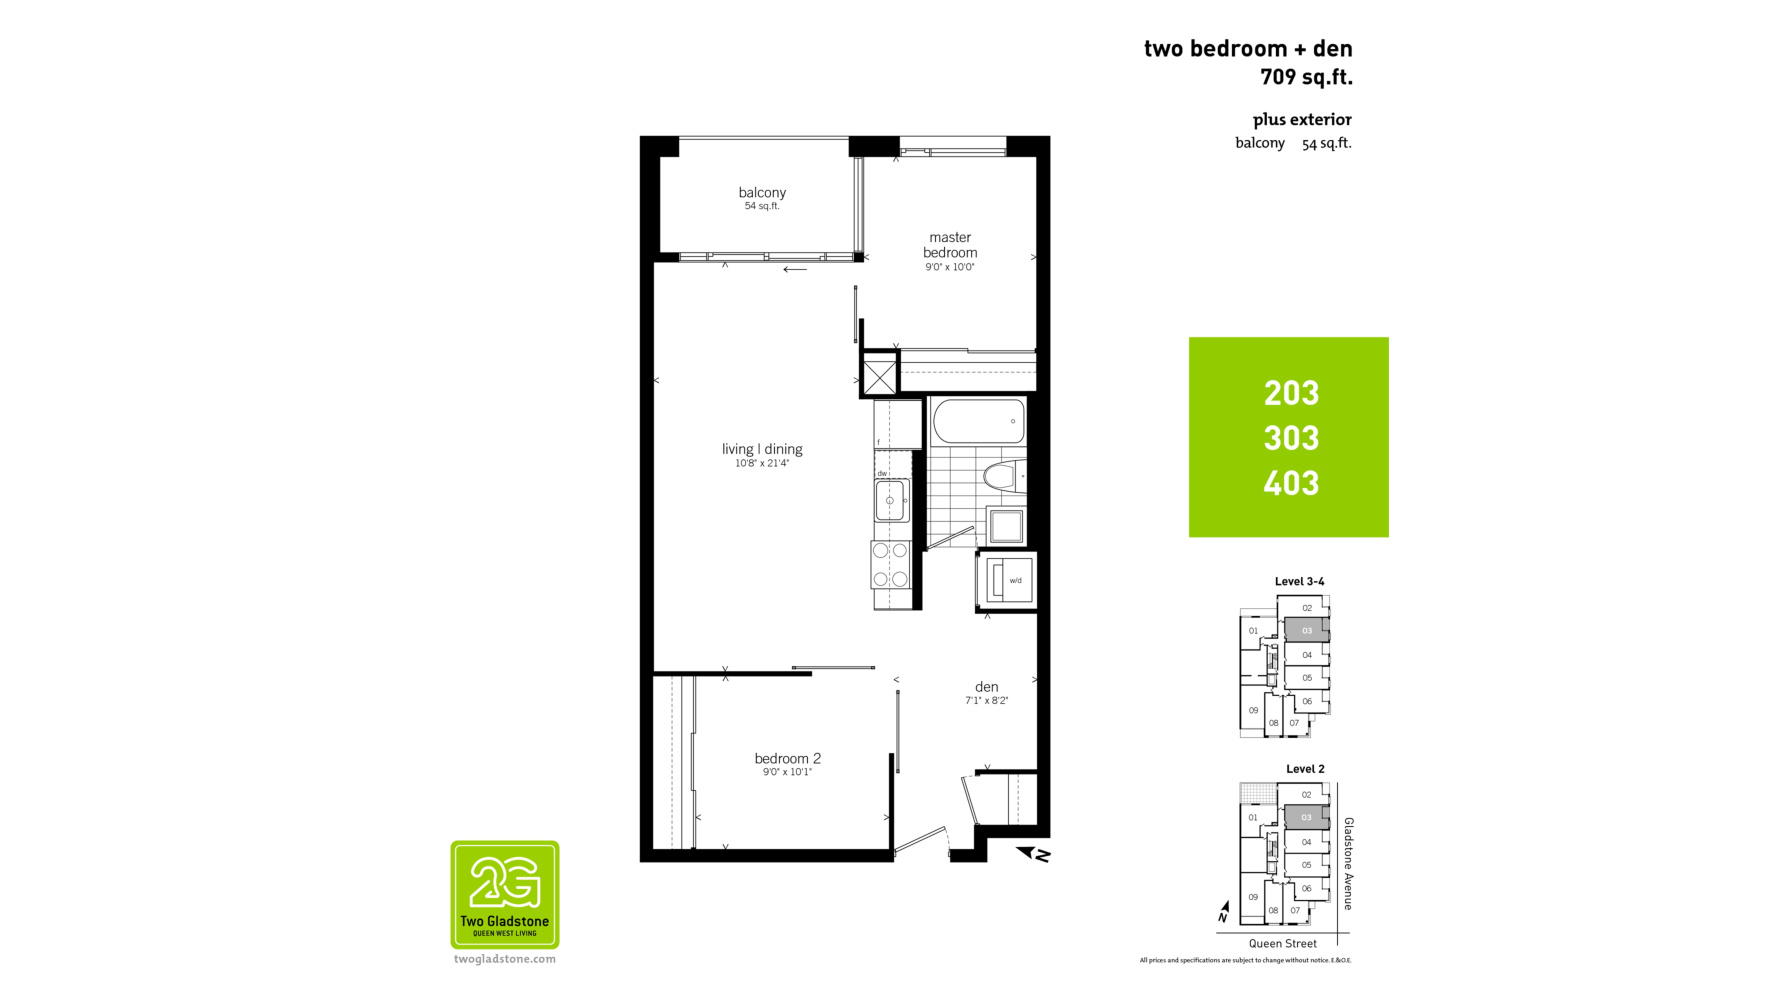 two bedroom + den
709 sq.ft.
plus exterior
balcony 54 sq.ft.
balcony
54 sq.ft.
master
bedroom
9'0" x 10'0"
living | dining
10'8" x 21'4"
f
dw
w/d
den
7'1" x 8'2"
bedroom 2
9'0" x 10'1"
N
203
303
403
Level 3-4
02
01
03
04
05
06
09
08
07
Level 2
02
01
03
04
05
06
09
08
07
N
Gladstone Avenue
Queen Street
All prices and specifications are subject to change without notice. E.&O.E.
2G
Two Gladstone
QUEEN WEST LIVING
twogladstone.com